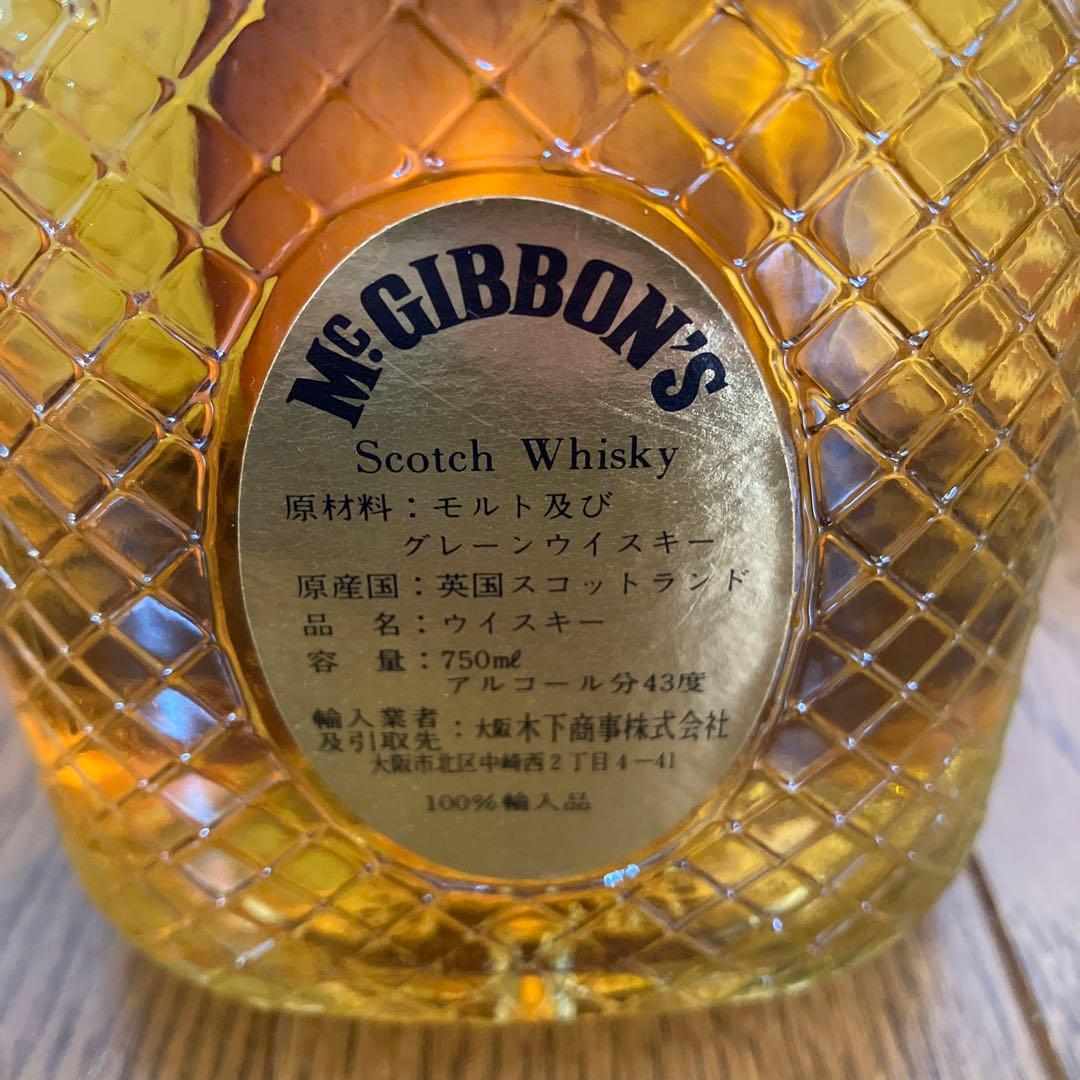 Mc.GIBBON'S
Scotch Whisky
原材料：モルト及び
グレーンウイスキー
原産国：英国スコットランド
品　名：ウイスキー
容　量：750㎖
アルコール分43度
輸入業者
及引取先：大阪木下商事株式会社
大阪市北区中崎西2丁目4－41
100%輸入品